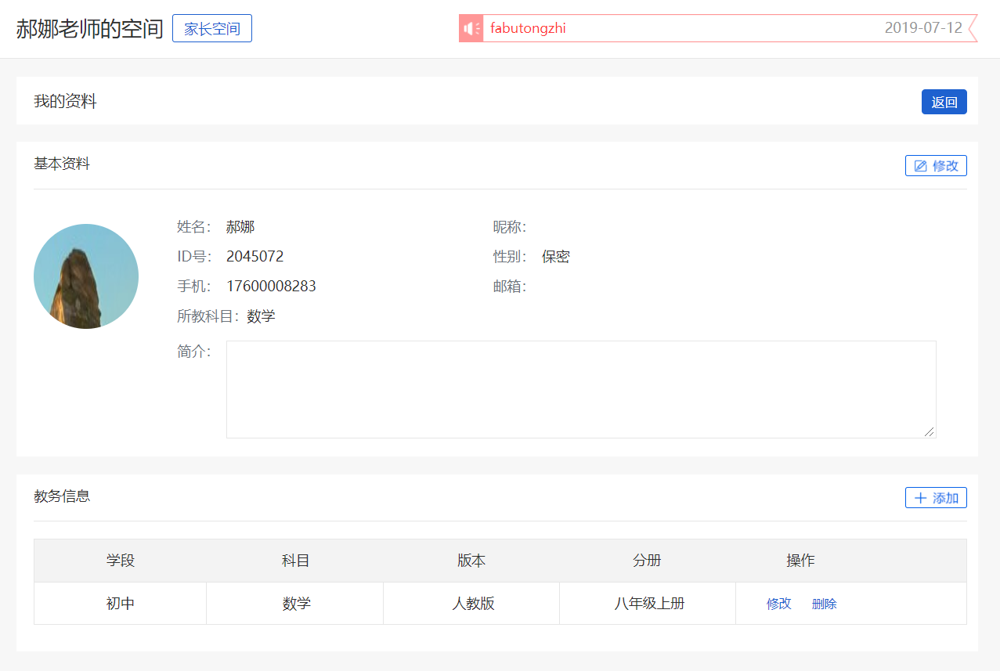 郝娜老师的空间 家长空间 fabutongzhi 2019-07-12
我的资料 返回
基本资料 修改
姓名: 郝娜 昵称:
ID号: 2045072 性别: 保密
手机: 17600008283 邮箱:
所教科目: 数学
简介:
教务信息 添加
学段 科目 版本 分册 操作
初中 数学 人教版 八年级上册 修改 删除